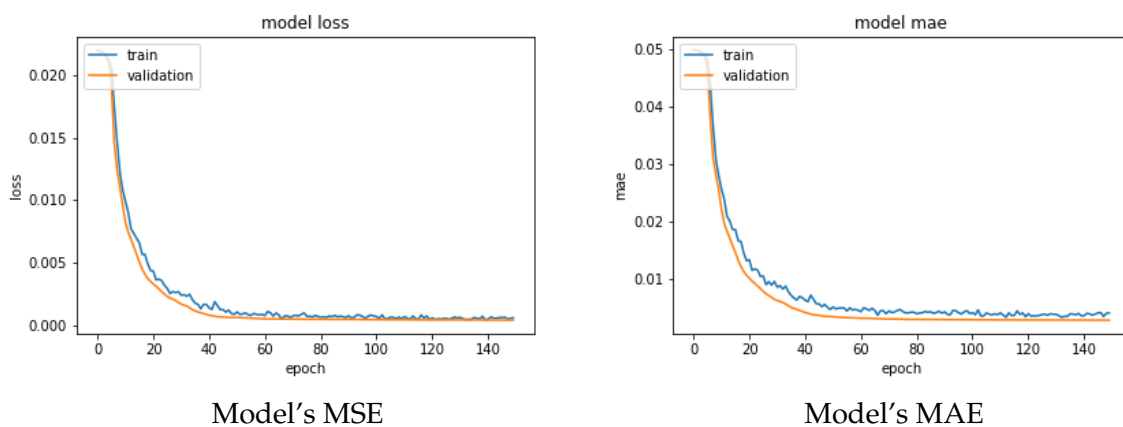 model loss
train
validation
0.020
0.015
0.010
0.005
0.000
loss
0 20 40 60 80 100 120 140
epoch
Model's MSE
model mae
train
validation
0.05
0.04
0.03
0.02
0.01
mae
0 20 40 60 80 100 120 140
epoch
Model's MAE